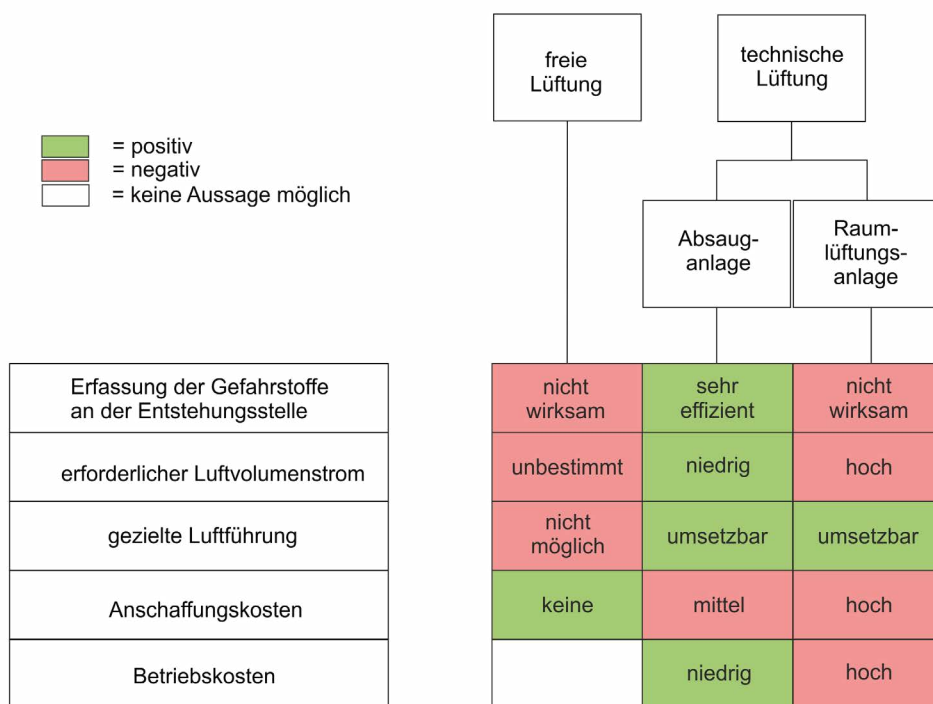 freie
Lüftung
technische
Lüftung
= positiv
= negativ
= keine Aussage möglich
Absaug-
anlage
Raum-
lüftungs-
anlage
Erfassung der Gefahrstoffe
an der Entstehungsstelle
nicht
wirksam
sehr
effizient
nicht
wirksam
erforderlicher Luftvolumenstrom
unbestimmt
niedrig
hoch
gezielte Luftführung
nicht
möglich
umsetzbar
umsetzbar
Anschaffungskosten
keine
mittel
hoch
Betriebskosten
niedrig
hoch